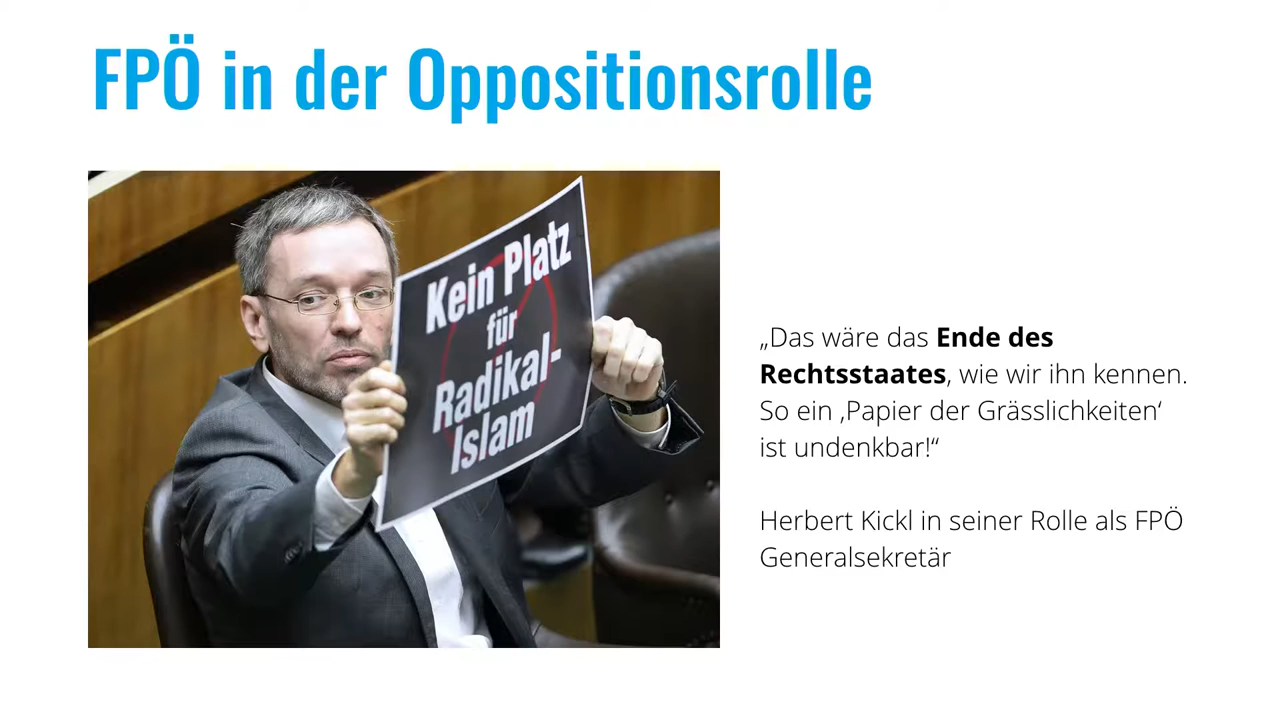 FPÖ in der Oppositionsrolle
Kein Platz
für
Radikal-
Islam
„Das wäre das Ende des
Rechtsstaates, wie wir ihn kennen.
So ein ‚Papier der Grässlichkeiten‘
ist undenkbar!“
Herbert Kickl in seiner Rolle als FPÖ
Generalsekretär